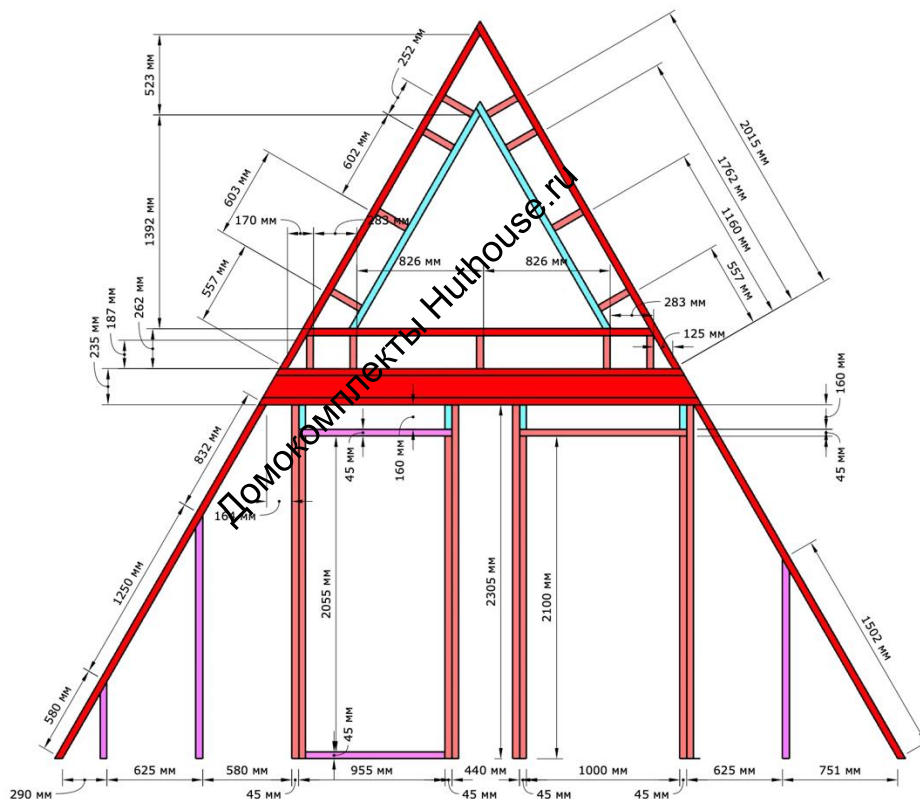 523 мм
252 мм
2015 мм
1392 мм
602 мм
1762 мм
603 мм
1160 мм
170 мм
283 мм
557 мм
826 мм
826 мм
557 мм
283 мм
187 мм
262 мм
125 мм
235 мм
Домокомплекты Huthouse.ru
160 мм
832 мм
45 мм
160 мм
45 мм
164 мм
1250 мм
2055 мм
2305 мм
2100 мм
1502 мм
580 мм
45 мм
290 мм
625 мм
580 мм
45 мм
955 мм
45 мм
440 мм
45 мм
1000 мм
45 мм
625 мм
751 мм